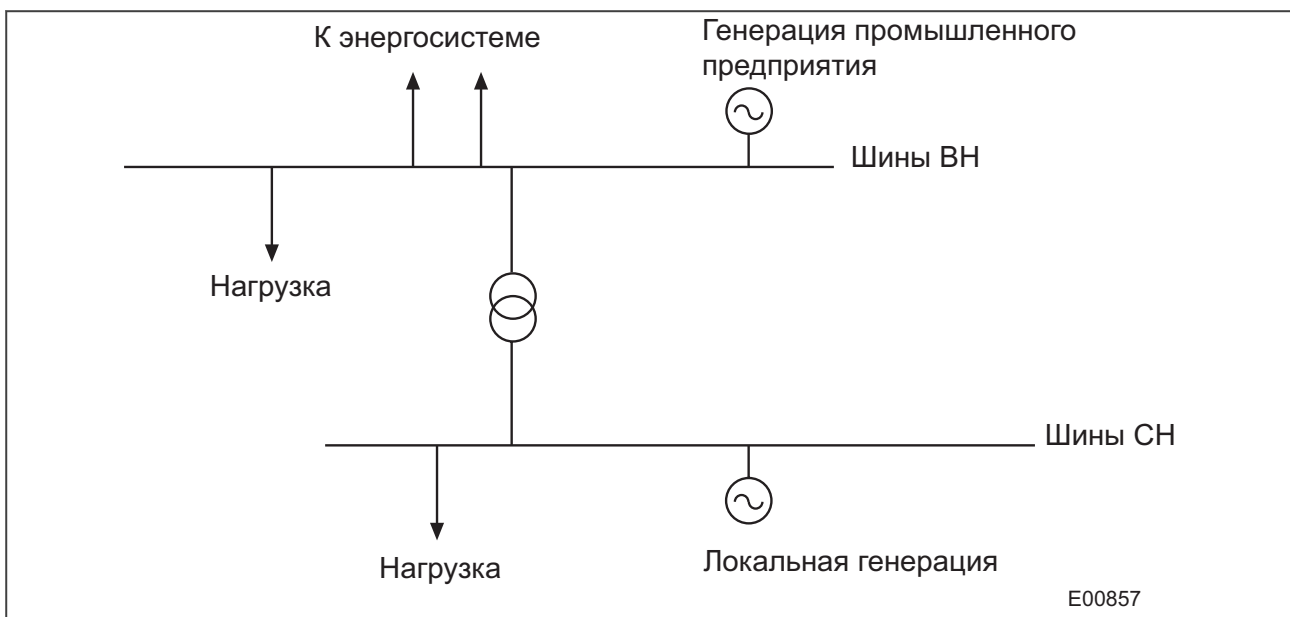 К энергосистеме
Генерация промышленного
предприятия
Шины ВН
Нагрузка
Шины СН
Нагрузка
Локальная генерация
E00857